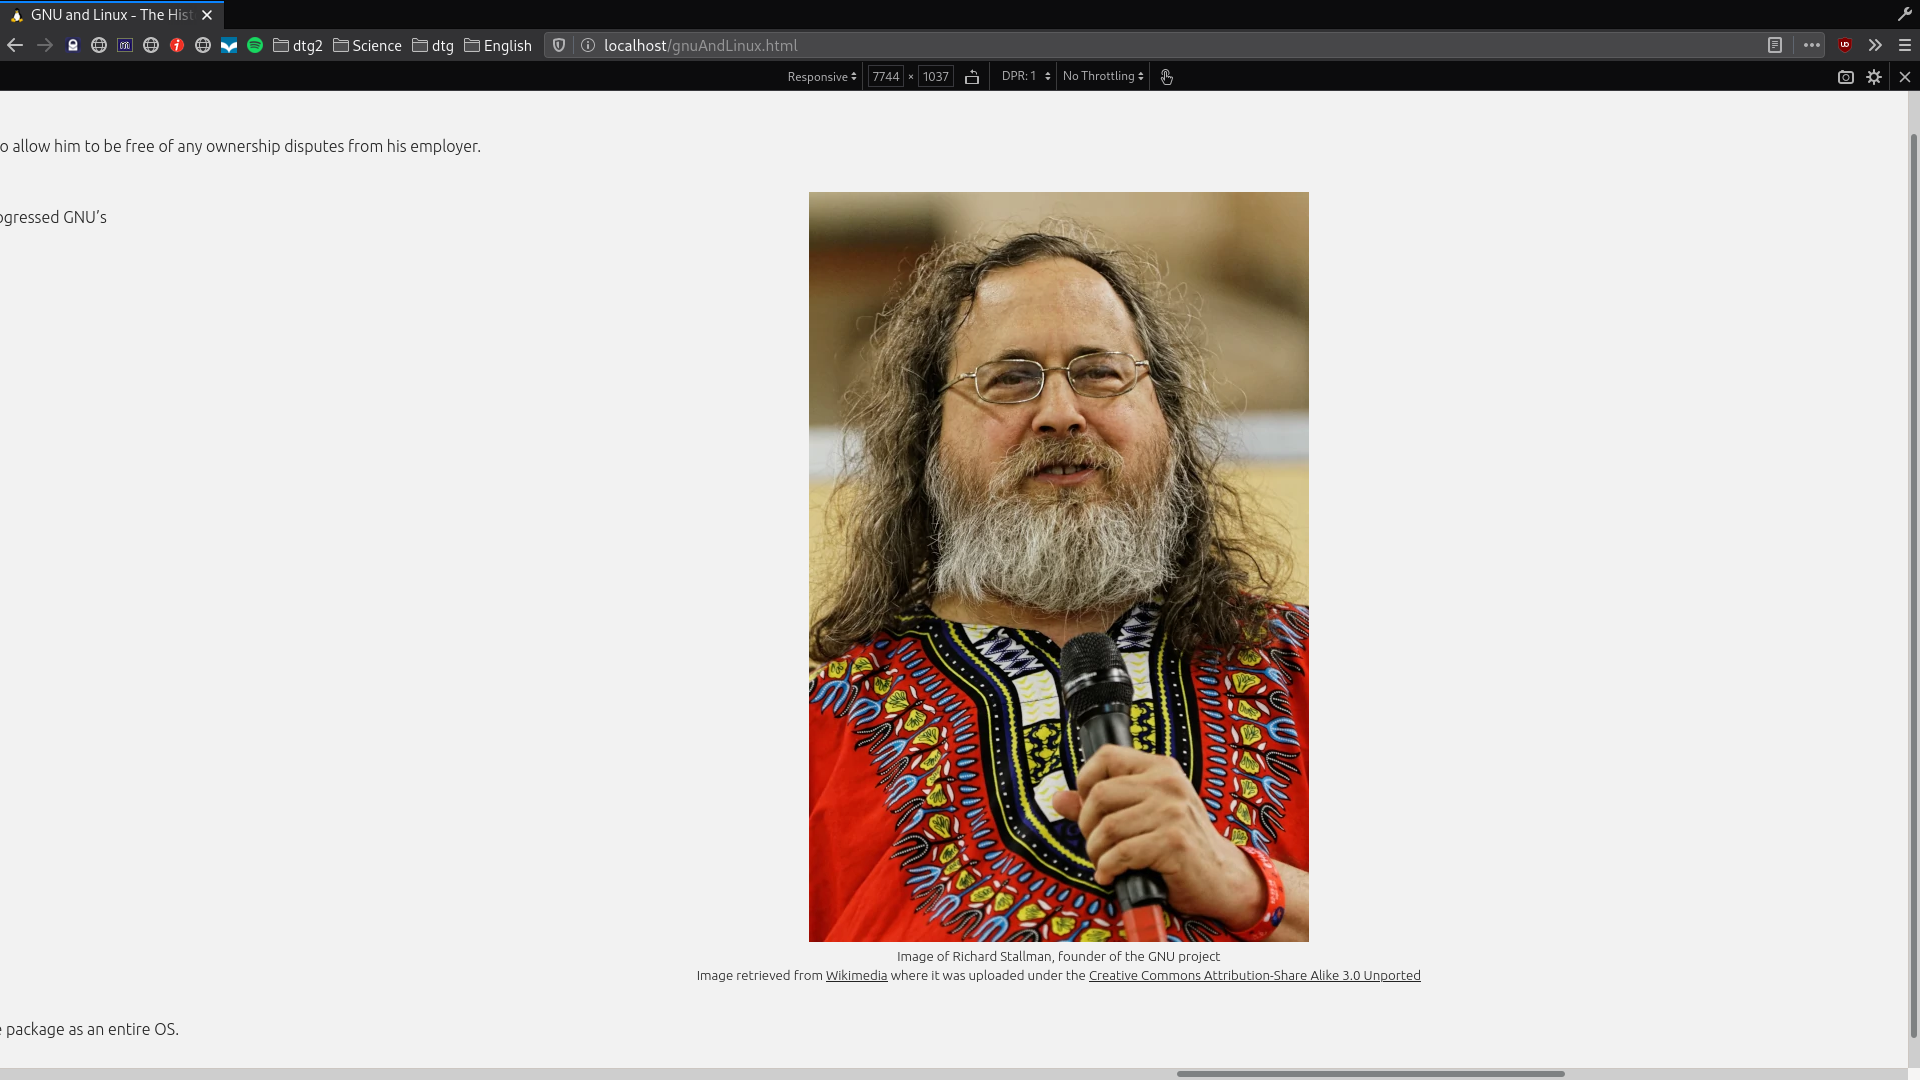 GNU and Linux - The Hist
dtg2 Science dtg English localhost/gnuAndLinux.html
Responsive 7744 × 1037 DPR: 1 No Throttling
o allow him to be free of any ownership disputes from his employer.
ogressed GNU’s
Image of Richard Stallman, founder of the GNU project
Image retrieved from Wikimedia where it was uploaded under the Creative Commons Attribution-Share Alike 3.0 Unported
e package as an entire OS.